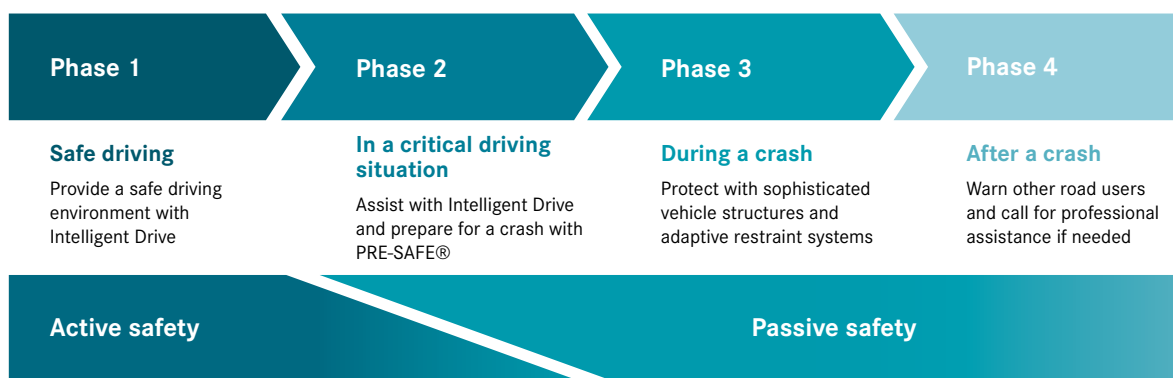 Phase 1
Phase 2
Phase 3
Phase 4
Safe driving
Provide a safe driving
environment with
Intelligent Drive
In a critical driving
situation
Assist with Intelligent Drive
and prepare for a crash with
PRE-SAFE®
During a crash
Protect with sophisticated
vehicle structures and
adaptive restraint systems
After a crash
Warn other road users
and call for professional
assistance if needed
Active safety
Passive safety